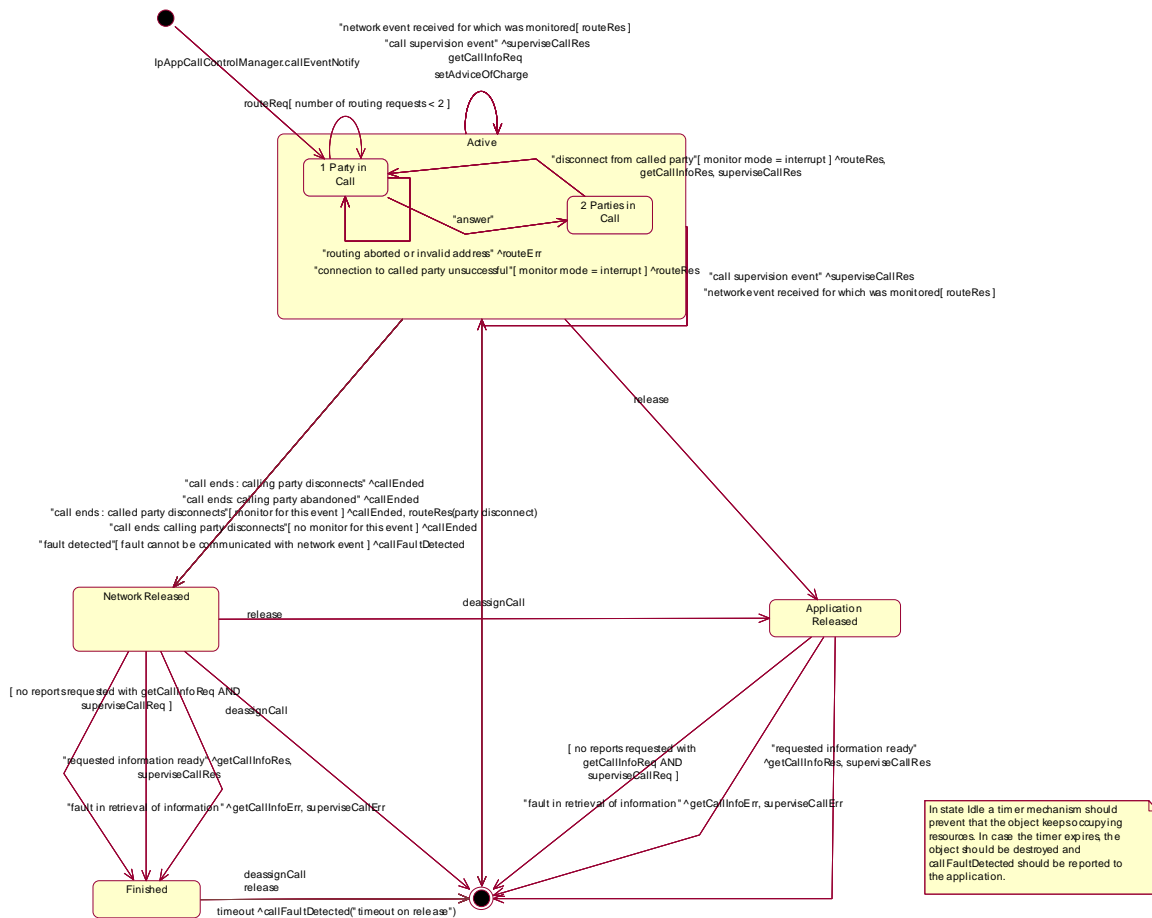 "network event received for which was monitored[ routeRes ]
"call supervision event" ^superviseCallRes
getCallInfoReq
setAdviceOfCharge
IpAppCallControlManager.callEventNotify
routeReq[ number of routing requests < 2 ]
Active
1 Party in
Call
"disconnect from called party"[ monitor mode = interrupt ] ^routeRes,
getCallInfoRes, superviseCallRes
2 Parties in
Call
"answer"
"routing aborted or invalid address" ^routeErr
"connection to called party unsuccessful"[ monitor mode = interrupt ] ^routeRes
"call supervision event" ^superviseCallRes
"network event received for which was monitored[ routeRes ]
release
"call ends : calling party disconnects" ^callEnded
"call ends: calling party abandoned" ^callEnded
"call ends : called party disconnects"[ monitor for this event ] ^callEnded, routeRes(party disconnect)
"call ends: calling party disconnects"[ no monitor for this event ] ^callEnded
"fault detected"[ fault cannot be communicated with network event ] ^callFaultDetected
Network Released
release
deassignCall
Application
Released
[ no reports requested with getCallInfoReq AND
superviseCallReq ]
deassignCall
"requested information ready" ^getCallInfoRes,
superviseCallRes
"fault in retrieval of information" ^getCallInfoErr, superviseCallErr
[ no reports requested with
getCallInfoReq AND
superviseCallReq ]
"requested information ready"
^getCallInfoRes, superviseCallRes
"fault in retrieval of information" ^getCallInfoErr, superviseCallErr
In state Idle a timer mechanism should
prevent that the object keeps occupying
resources. In case the timer expires, the
object should be destroyed and
callFaultDetected should be reported to
the application.
Finished
deassignCall
release
timeout ^callFaultDetected("timeout on release")